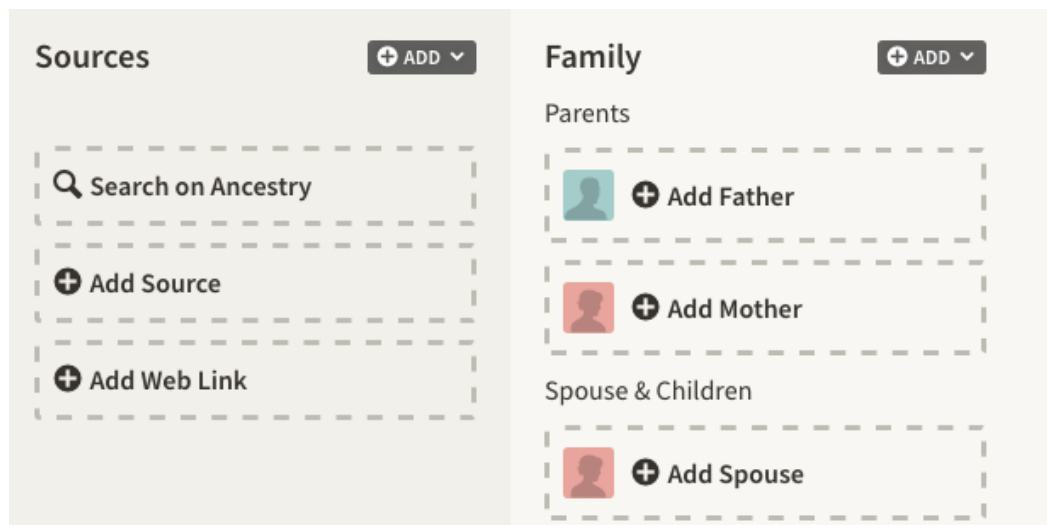 Sources
ADD
Search on Ancestry
Add Source
Add Web Link
Family
ADD
Parents
Add Father
Add Mother
Spouse & Children
Add Spouse